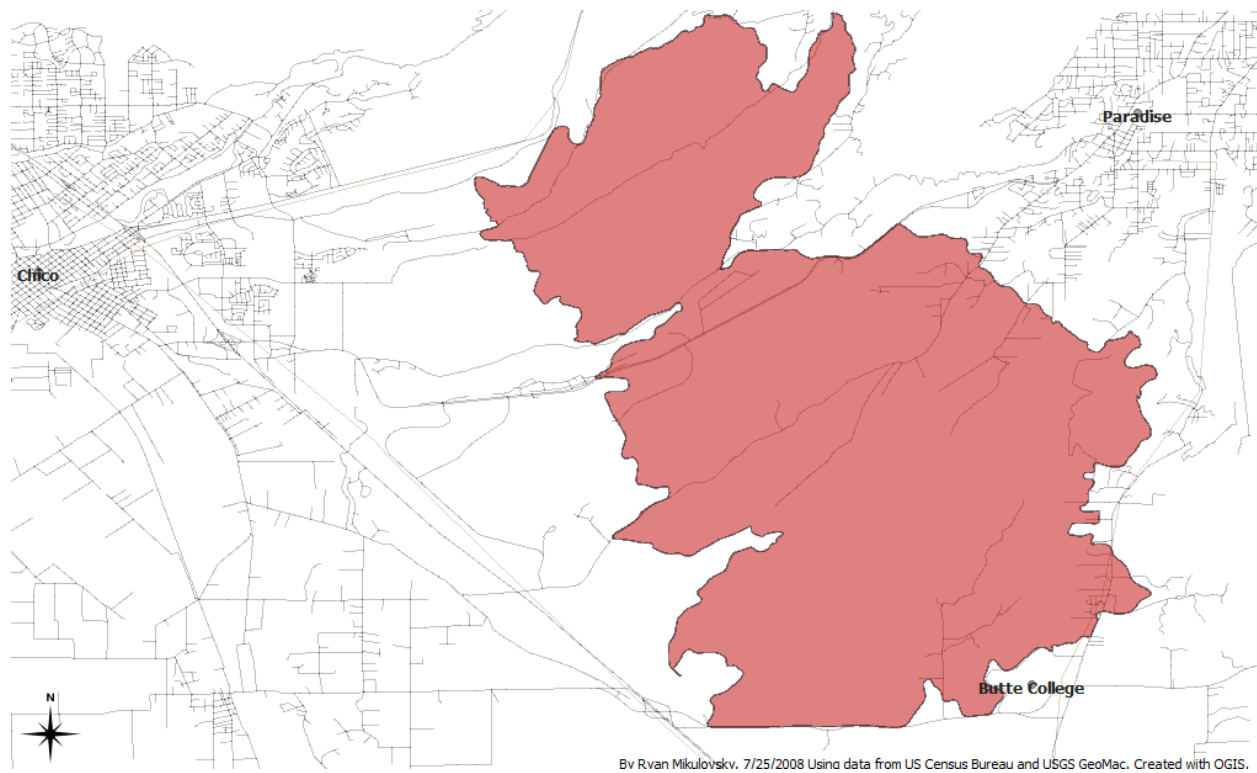 Paradise
Chico
Butte College
N
By Ryan Mikulovsky, 7/25/2008 Using data from US Census Bureau and USGS GeoMac. Created with QGIS.